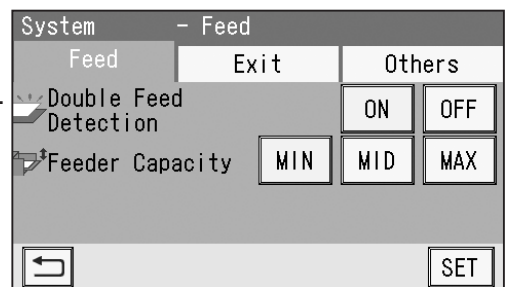 System - Feed
Feed Exit Others
Double Feed ON OFF
Detection
Feeder Capacity MIN MID MAX
SET